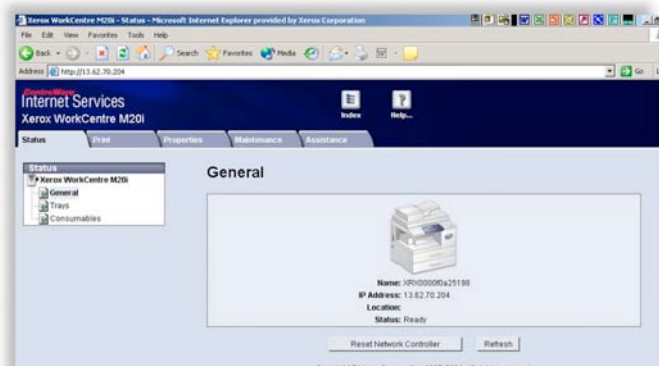 Xerox WorkCentre M20i - Status - Microsoft Internet Explorer provided by Xerox Corporation
File Edit View Favorites Tools Help
Back Search Favorites Media
Address http://13.62.70.204 Go
CentreWare
Internet Services
Xerox WorkCentre M20i
Index Help...
Status Print Properties Maintenance Assistance
Status
Xerox WorkCentre M20i
General
Trays
Consumables
General
Name: XRX0000f0a25198
IP Address: 13.62.70.204
Location:
Status: Ready
Reset Network Controller Refresh